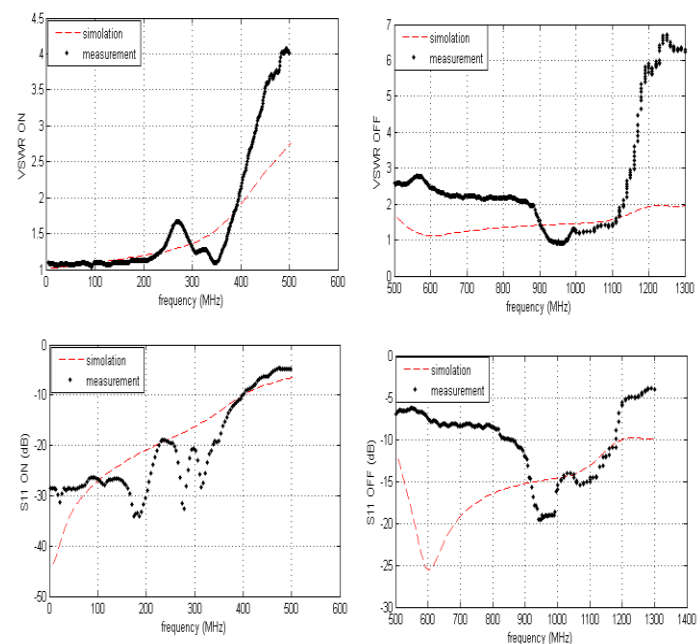 4.5
4
3.5
3
2.5
2
1.5
1
VSWR ON
simolation
measurement
0 100 200 300 400 500 600
frequency (MHz)
7
6
5
4
3
2
1
0
VSWR OFF
simolation
measurement
500 600 700 800 900 1000 1100 1200 1300
frequency (MHz)
0
-10
-20
-30
-40
-50
S11 ON (dB)
simolation
measurement
0 100 200 300 400 500 600
frequency (MHz)
0
-5
-10
-15
-20
-25
-30
S11 OFF (dB)
simolation
measurement
500 600 700 800 900 1000 1100 1200 1300 1400
frequency (MHz)